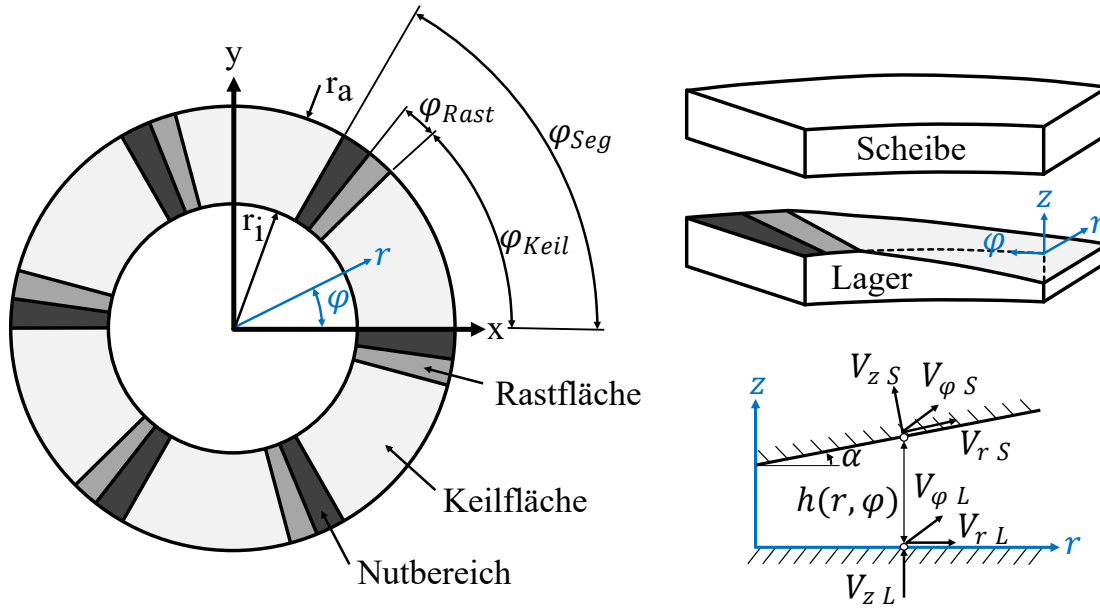 y
r_a
φ_Rast
φ_Seg
r_i
r
φ_Keil
φ
x
Rastfläche
Keilfläche
Nutbereich
Scheibe
z
r
φ
Lager
z
V_z S
V_φ S
V_r S
α
h(r, φ)
V_φ L
V_r L
r
V_z L